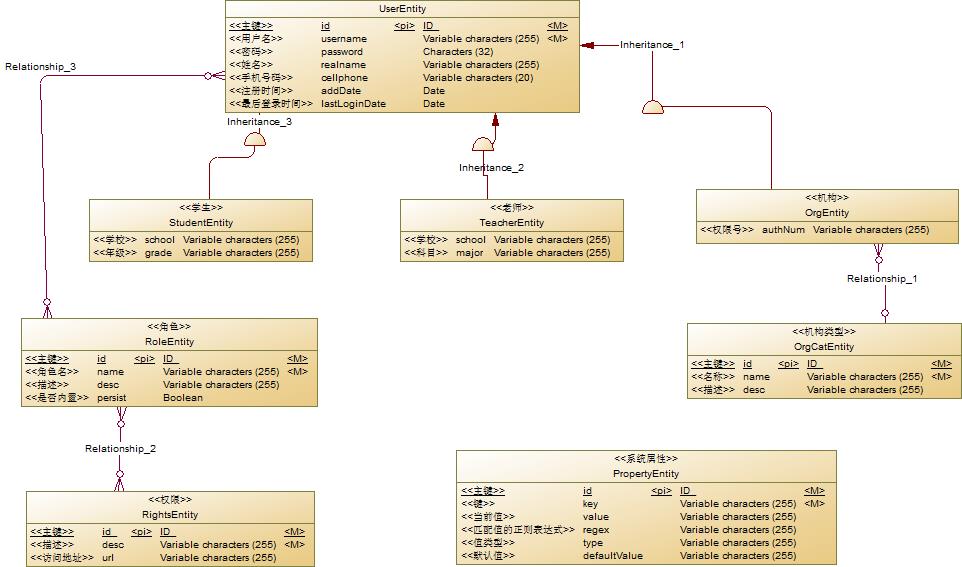 UserEntity
<<主键>> id <pi> ID <M>
<<用户名>> username Variable characters (255) <M>
<<密码>> password Characters (32)
<<姓名>> realname Variable characters (255)
<<手机号码>> cellphone Variable characters (20)
<<注册时间>> addDate Date
<<最后登录时间>> lastLoginDate Date
Inheritance_1
Relationship_3
Inheritance_3
Inheritance_2
<<学生>>
StudentEntity
<<学校>> school Variable characters (255)
<<年级>> grade Variable characters (255)
<<老师>>
TeacherEntity
<<学校>> school Variable characters (255)
<<科目>> major Variable characters (255)
<<机构>>
OrgEntity
<<权限号>> authNum Variable characters (255)
Relationship_1
<<角色>>
RoleEntity
<<主键>> id <pi> ID <M>
<<角色名>> name Variable characters (255) <M>
<<描述>> desc Variable characters (255)
<<是否内置>> persist Boolean
<<机构类型>>
OrgCatEntity
<<主键>> id <pi> ID <M>
<<名称>> name Variable characters (255) <M>
<<描述>> desc Variable characters (255)
Relationship_2
<<权限>>
RightsEntity
<<主键>> id <pi> ID <M>
<<描述>> desc Variable characters (255) <M>
<<访问地址>> url Variable characters (255)
<<系统属性>>
PropertyEntity
<<主键>> id <pi> ID <M>
<<键>> key Variable characters (255) <M>
<<当前值>> value Variable characters (255) <M>
<<匹配值的正则表达式>> regex Variable characters (255) <M>
<<值类型>> type Variable characters (255) <M>
<<默认值>> defaultValue Variable characters (255)